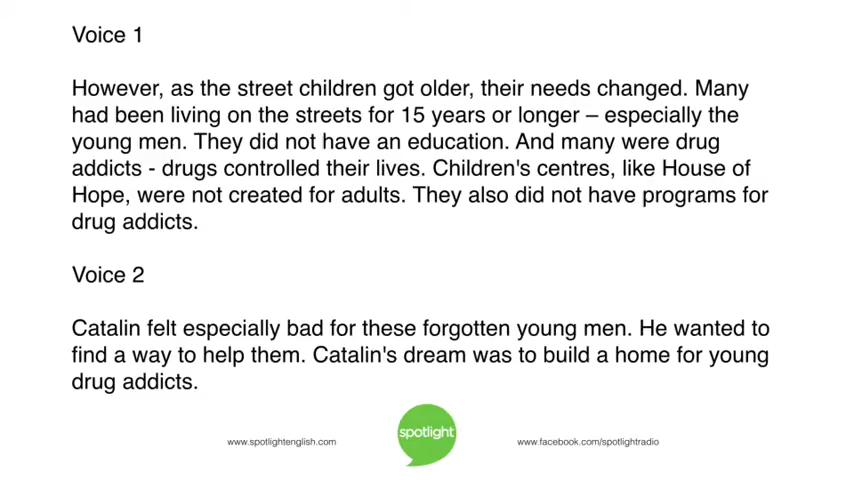 Voice 1
However, as the street children got older, their needs changed. Many
had been living on the streets for 15 years or longer – especially the
young men. They did not have an education. And many were drug
addicts - drugs controlled their lives. Children's centres, like House of
Hope, were not created for adults. They also did not have programs for
drug addicts.
Voice 2
Catalin felt especially bad for these forgotten young men. He wanted to
find a way to help them. Catalin's dream was to build a home for young
drug addicts.
spotlight
www.spotlightenglish.com
www.facebook.com/spotlightradio